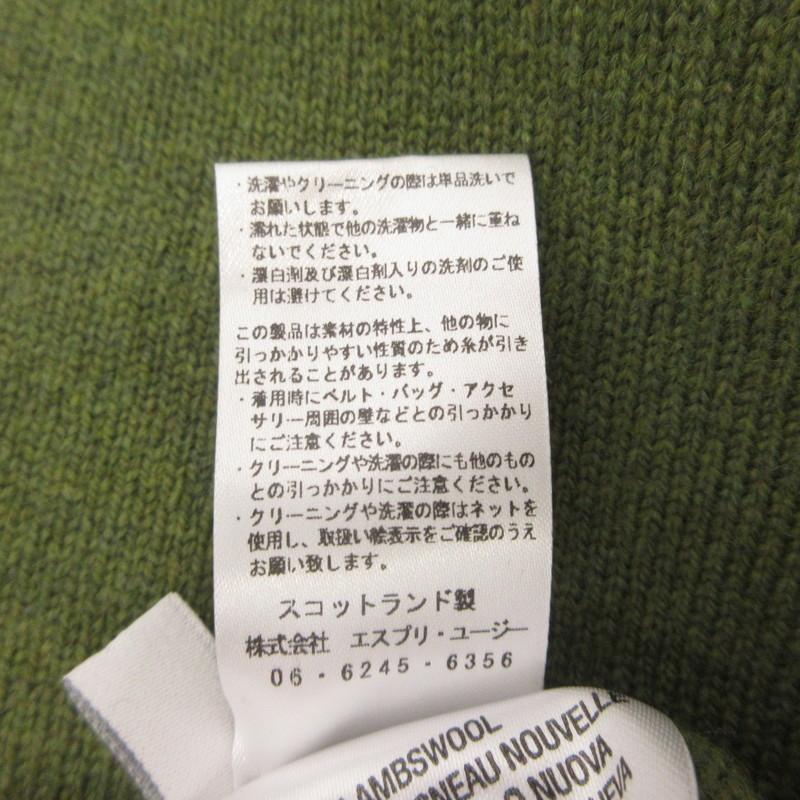 ・洗濯やクリーニングの際は単品洗いで
お願いします。
・濡れた状態で他の洗濯物と一緒に重ね
ないでください。
・漂白剤及び漂白剤入りの洗剤のご使
用は避けてください。
この製品は素材の特性上、他の物に
引っかかりやすい性質のため糸が引き
出されることがあります。
・着用時にベルト・バッグ・アクセ
サリー周囲の壁などとの引っかかり
にご注意ください。
・クリーニングや洗濯の際にも他のもの
との引っかかりにご注意ください。
・クリーニングや洗濯の際はネットを
使用し、取扱い絵表示をご確認のうえ
お願い致します。
スコットランド製
株式会社 エスプリ・ユージー
06-6245-6356
LAMBSWOOL
NOUVELLE
NUOVA